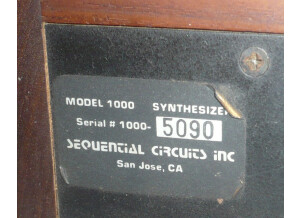 MODEL 1000 SYNTHESIZER
Serial # 1000- 5090
SEQUENTIAL CIRCUITS INC
San Jose, CA